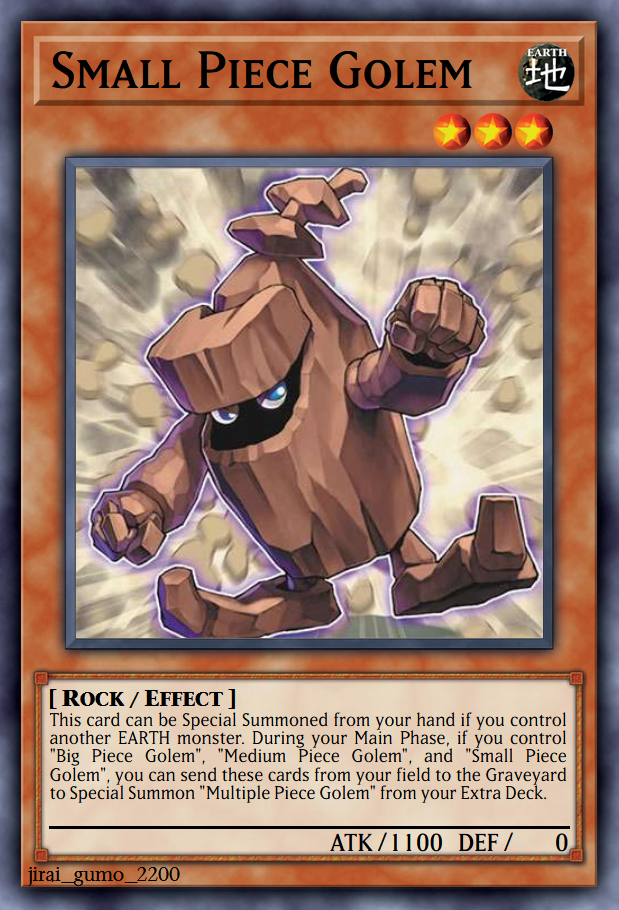 Small Piece Golem
EARTH
地
[ Rock / Effect ]
This card can be Special Summoned from your hand if you control
another EARTH monster. During your Main Phase, if you control
"Big Piece Golem", "Medium Piece Golem", and "Small Piece
Golem", you can send these cards from your field to the Graveyard
to Special Summon "Multiple Piece Golem" from your Extra Deck.
ATK / 1100 DEF / 0
jirai_gumo_2200